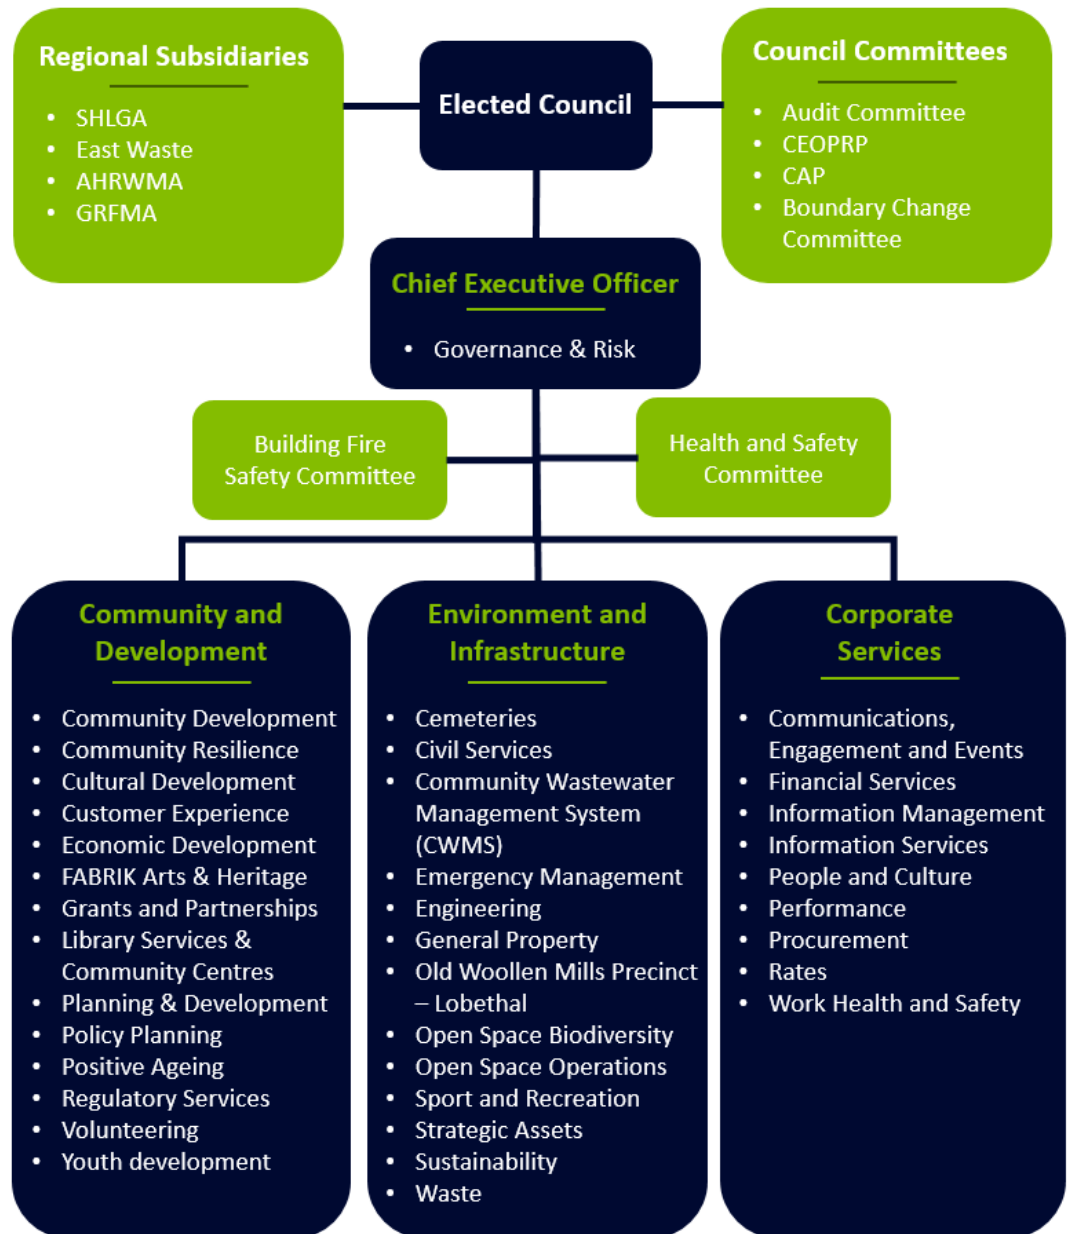 Regional Subsidiaries
• SHLGA
• East Waste
• AHRWMA
• GRFMA
Elected Council
Council Committees
• Audit Committee
• CEOPRP
• CAP
• Boundary Change
Committee
Chief Executive Officer
• Governance & Risk
Building Fire
Safety Committee
Health and Safety
Committee
Community and
Development
• Community Development
• Community Resilience
• Cultural Development
• Customer Experience
• Economic Development
• FABRIK Arts & Heritage
• Grants and Partnerships
• Library Services &
Community Centres
• Planning & Development
• Policy Planning
• Positive Ageing
• Regulatory Services
• Volunteering
• Youth development
Environment and
Infrastructure
• Cemeteries
• Civil Services
• Community Wastewater
Management System
(CWMS)
• Emergency Management
• Engineering
• General Property
• Old Woollen Mills Precinct
– Lobethal
• Open Space Biodiversity
• Open Space Operations
• Sport and Recreation
• Strategic Assets
• Sustainability
• Waste
Corporate
Services
• Communications,
Engagement and Events
• Financial Services
• Information Management
• Information Services
• People and Culture
• Performance
• Procurement
• Rates
• Work Health and Safety